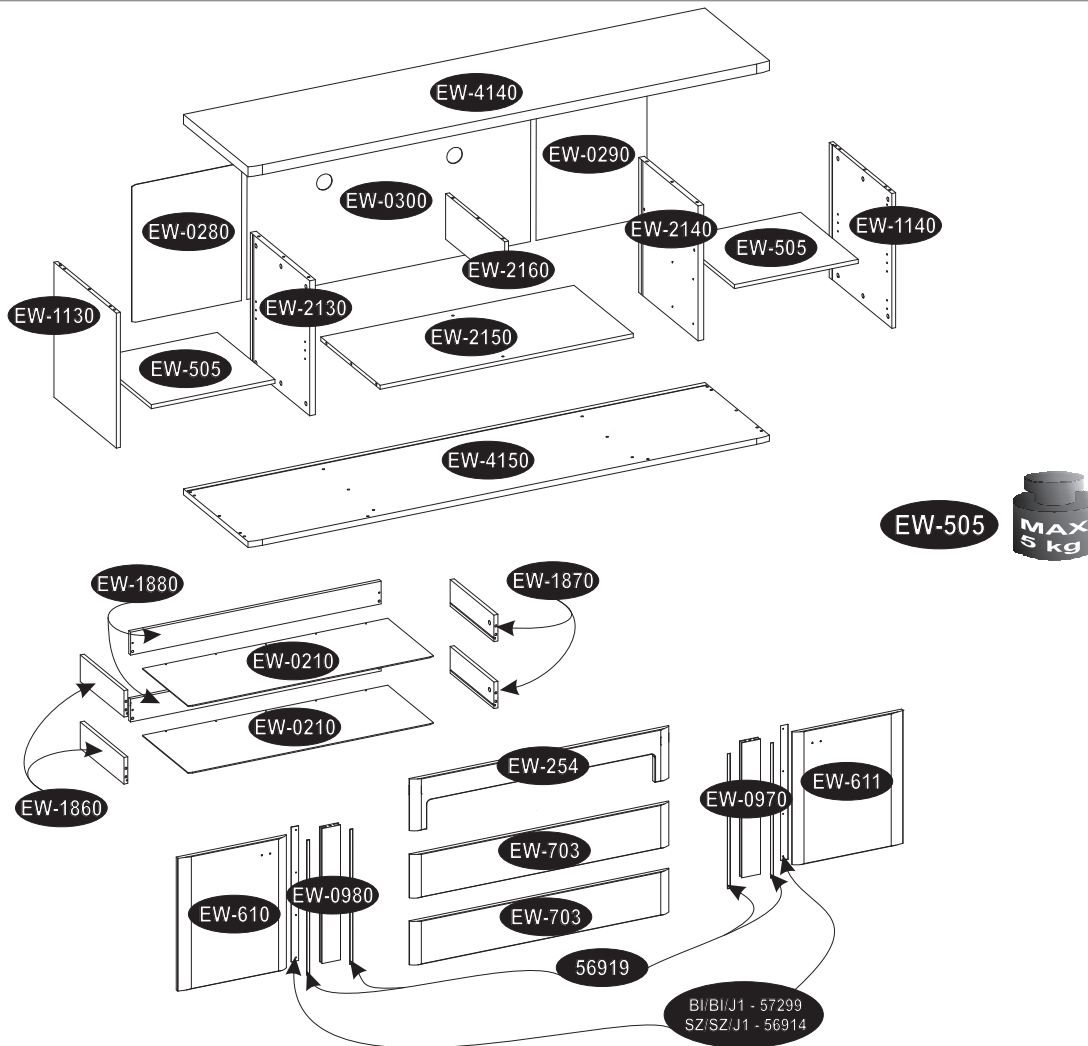 EW-4140
EW-0290
EW-0300
EW-0280
EW-2140
EW-1140
EW-505
EW-2160
EW-1130
EW-2130
EW-2150
EW-505
EW-4150
EW-505
MAX
5 kg
EW-1880
EW-1870
EW-0210
EW-0210
EW-1860
EW-254
EW-611
EW-0970
EW-703
EW-0980
EW-610
EW-703
56919
BI/BI/J1 - 57299
SZ/SZ/J1 - 56914